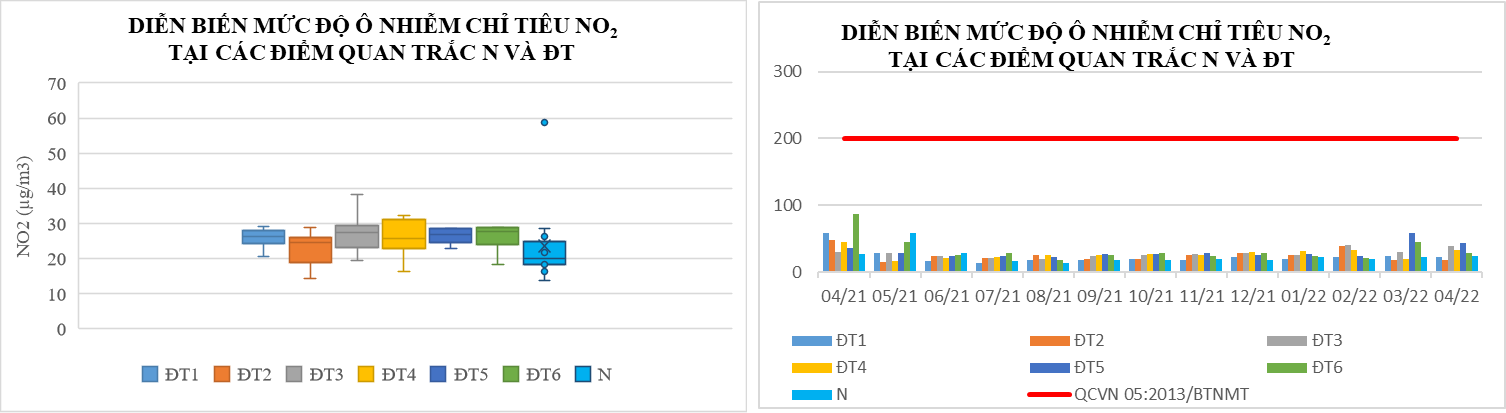 DIỄN BIẾN MỨC ĐỘ Ô NHIỄM CHỈ TIÊU NO₂
TẠI CÁC ĐIỂM QUAN TRẮC N VÀ ĐT
70
60
50
40
30
20
10
0
NO2 (µg/m3)
ĐT1 ĐT2 ĐT3 ĐT4 ĐT5 ĐT6 N
DIỄN BIẾN MỨC ĐỘ Ô NHIỄM CHỈ TIÊU NO₂
TẠI CÁC ĐIỂM QUAN TRẮC N VÀ ĐT
300
200
100
0
04/21 05/21 06/21 07/21 08/21 09/21 10/21 11/21 12/21 01/22 02/22 03/22 04/22
ĐT1 ĐT2 ĐT3
ĐT4 ĐT5 ĐT6
N QCVN 05:2013/BTNMT